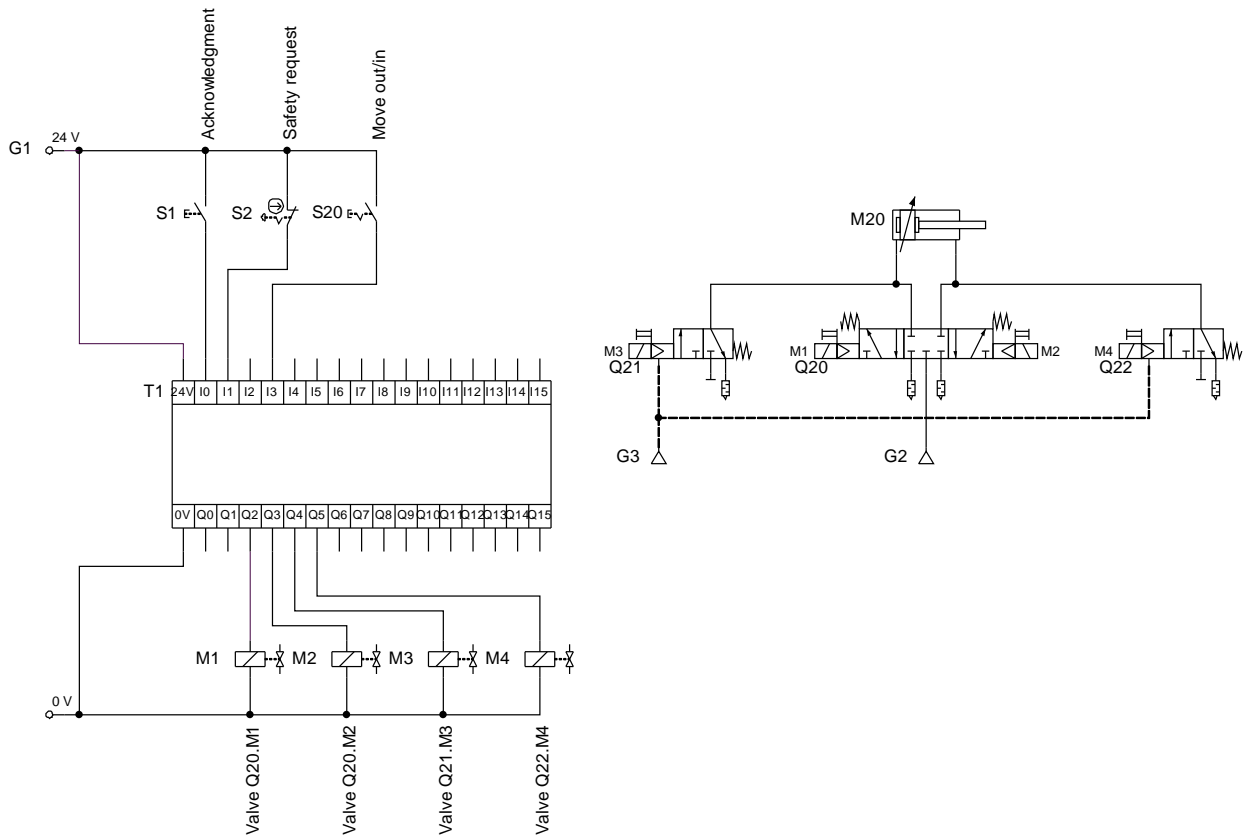 Acknowledgment
Safety request
Move out/in
G1
24 V
S1
S2
S20
M20
M3
Q21
M1
Q20
M2
M4
Q22
T1
24V I0 I1 I2 I3 I4 I5 I6 I7 I8 I9 I10 I11 I12 I13 I14 I15
G3
G2
0V Q0 Q1 Q2 Q3 Q4 Q5 Q6 Q7 Q8 Q9 Q10 Q11 Q12 Q13 Q14 Q15
M1
M2
M3
M4
0 V
Valve Q20.M1
Valve Q20.M2
Valve Q21.M3
Valve Q22.M4